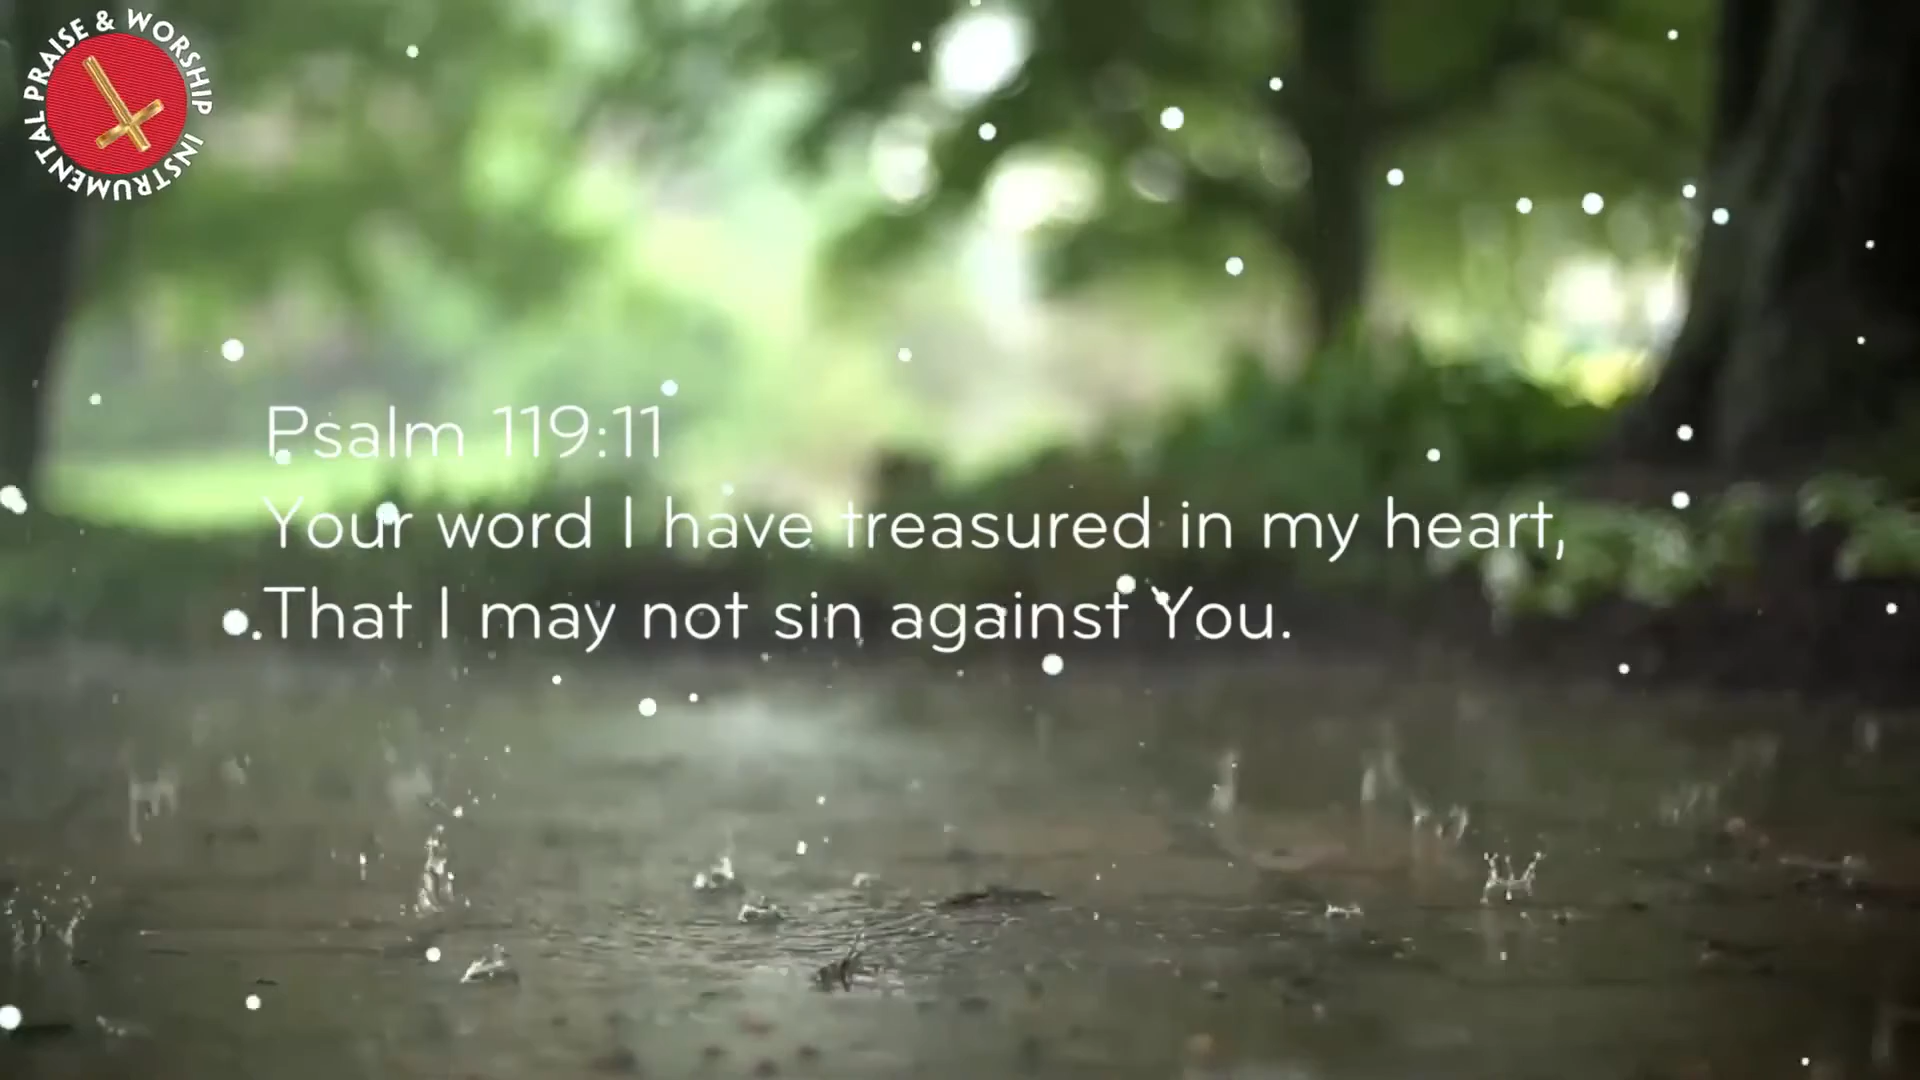 PRAISE & WORSHIP INSTRUMENTAL
Psalm 119:11
Your word I have treasured in my heart,
That I may not sin against You.